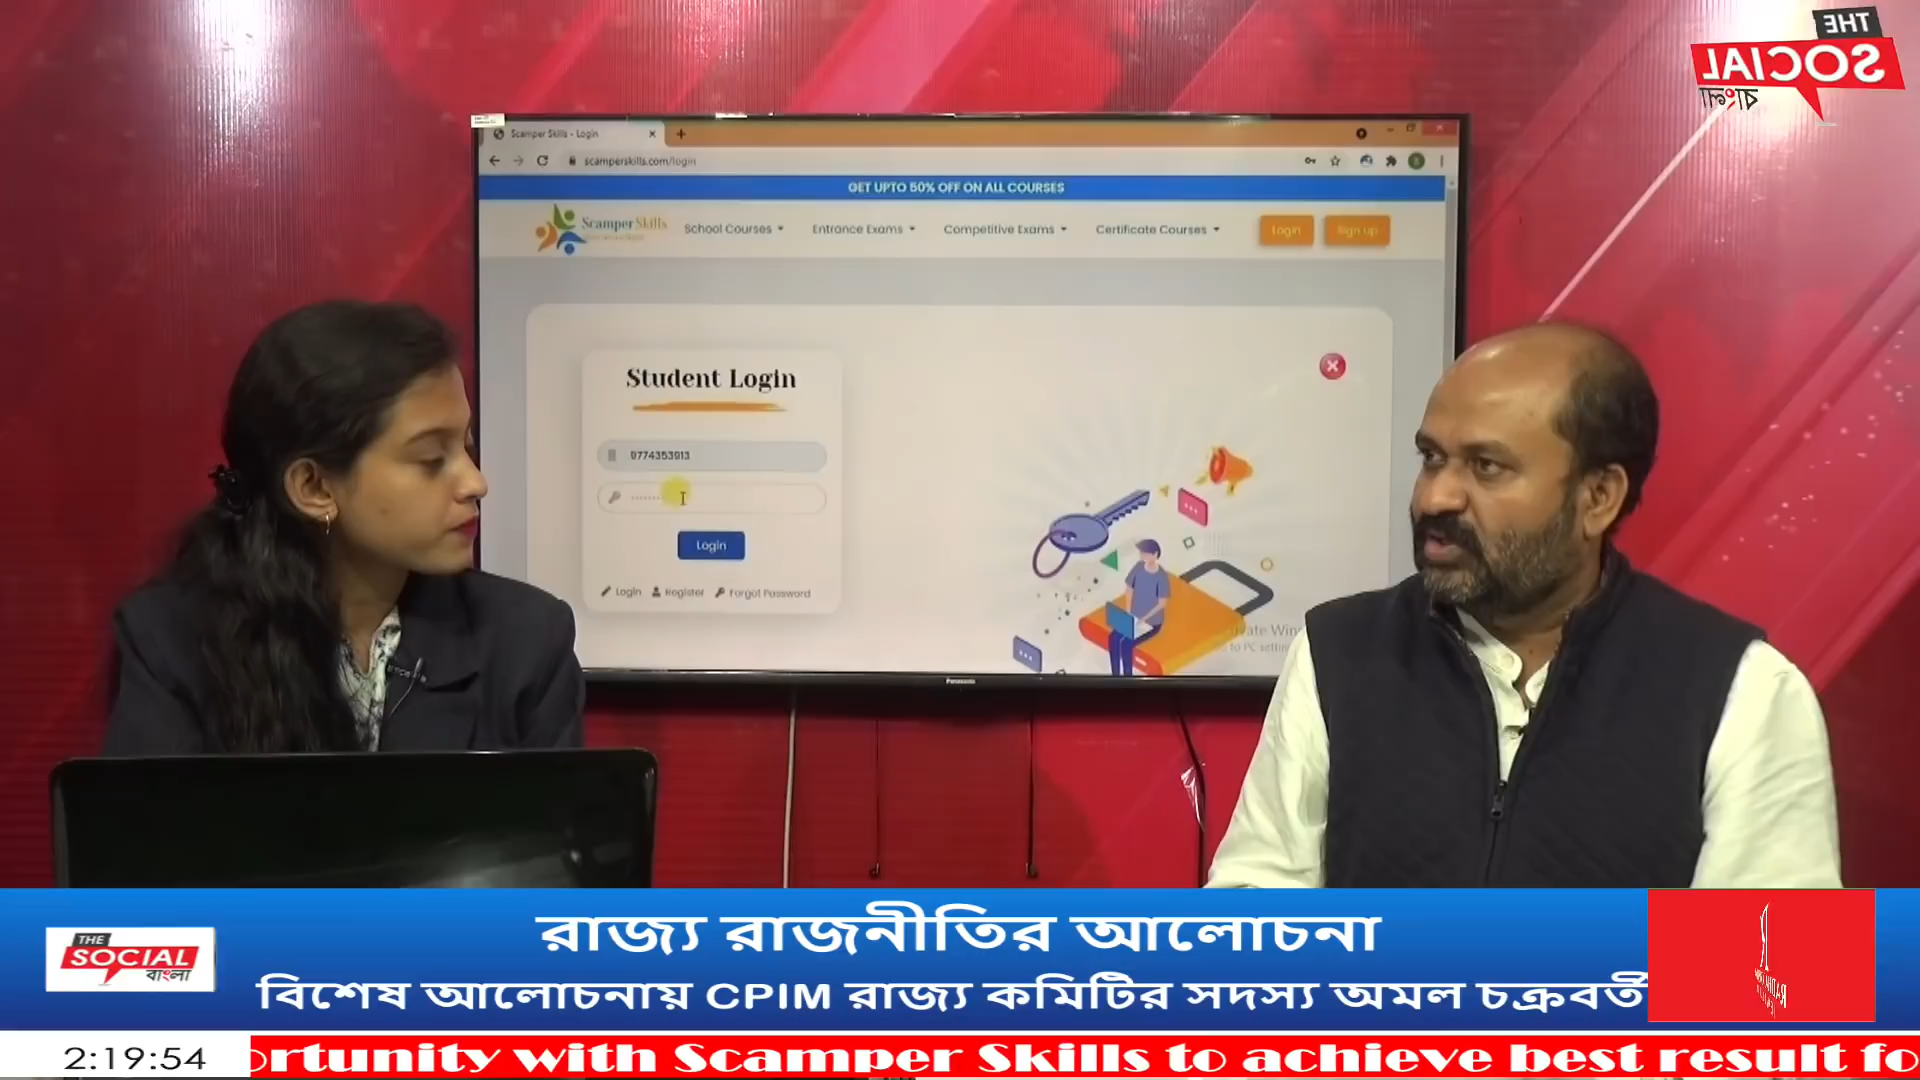 THE
SOCIAL
বাংলা
Scamper Skills - Login
scamperskills.com/login
GET UPTO 50% OFF ON ALL COURSES
Scamper Skills
School Courses
Entrance Exams
Competitive Exams
Certificate Courses
Login
Sign up
Student Login
9774353913
Login
Login
Register
Forgot Password
Panasonic
রাজ্য রাজনীতির আলোচনা
THE
SOCIAL
বাংলা
বিশেষ আলোচনায় CPIM রাজ্য কমিটির সদস্য অমল চক্রবর্তী
2:19:54
ortunity with Scamper Skills to achieve best result fo